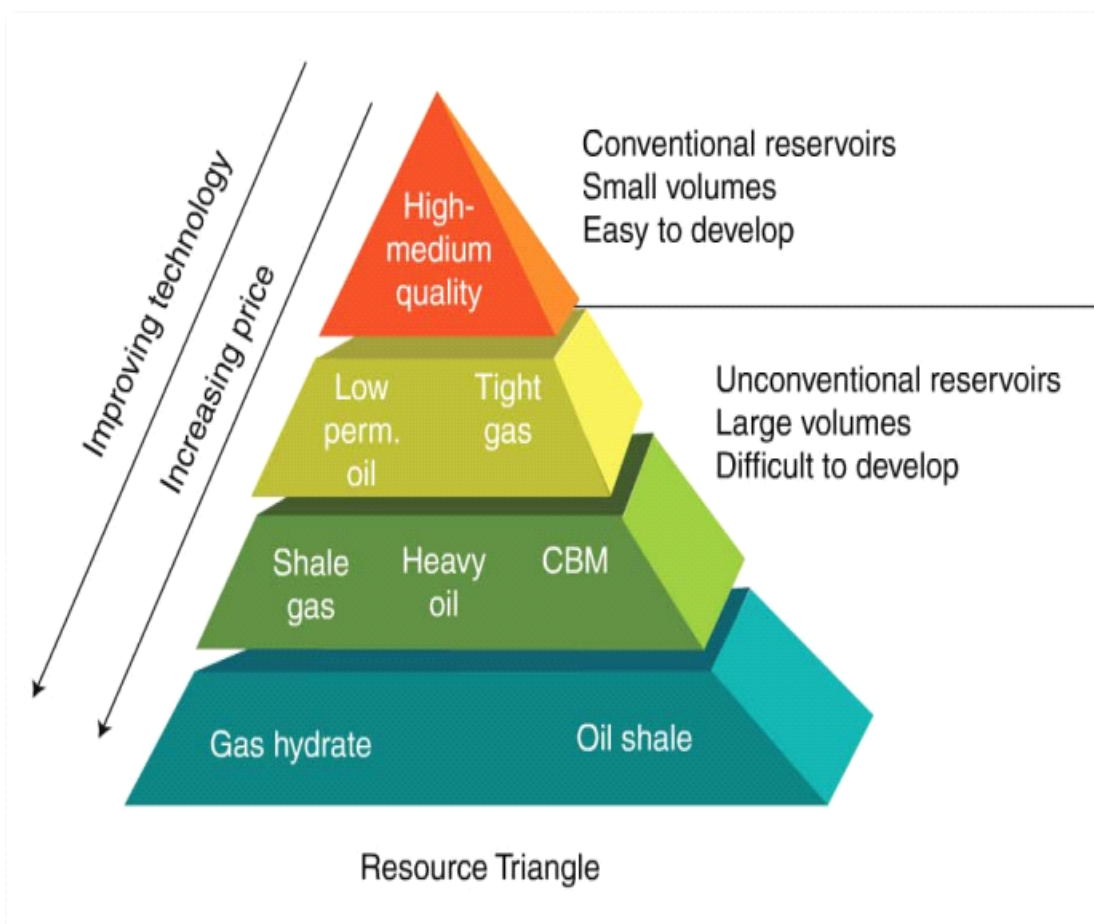 Improving technology
Increasing price
High-
medium
quality
Conventional reservoirs
Small volumes
Easy to develop
Low
perm.
oil
Tight
gas
Unconventional reservoirs
Large volumes
Difficult to develop
Shale
gas
Heavy
oil
CBM
Gas hydrate
Oil shale
Resource Triangle